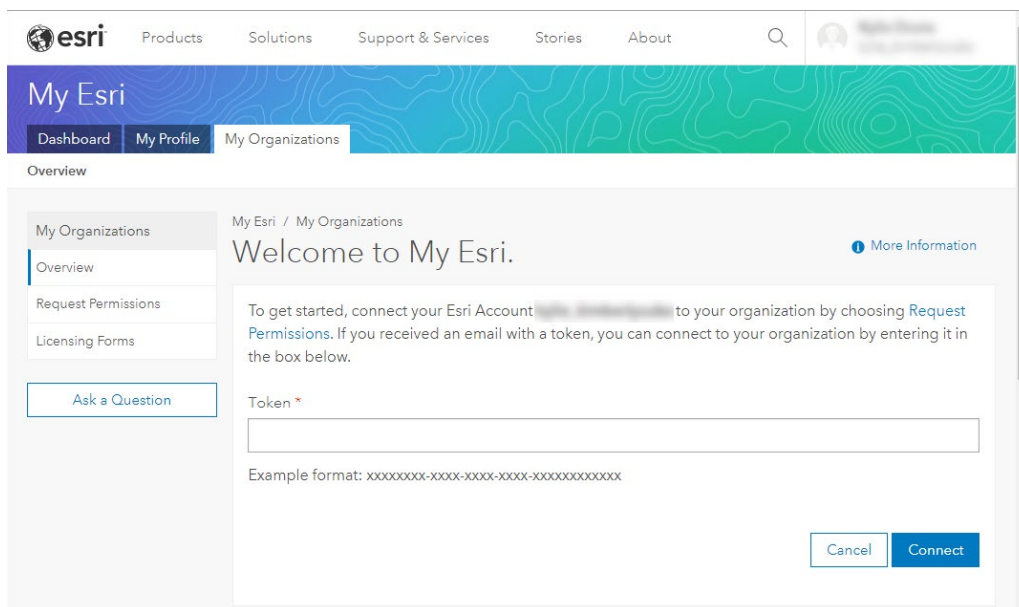 esri Products Solutions Support & Services Stories About
My Esri
Dashboard My Profile My Organizations
Overview
My Organizations
Overview
Request Permissions
Licensing Forms
Ask a Question
My Esri / My Organizations
Welcome to My Esri.
More Information
To get started, connect your Esri Account to your organization by choosing Request
Permissions. If you received an email with a token, you can connect to your organization by entering it in
the box below.
Token *
Example format: xxxxxxxx-xxxx-xxxx-xxxx-xxxxxxxxxxxx
Cancel Connect